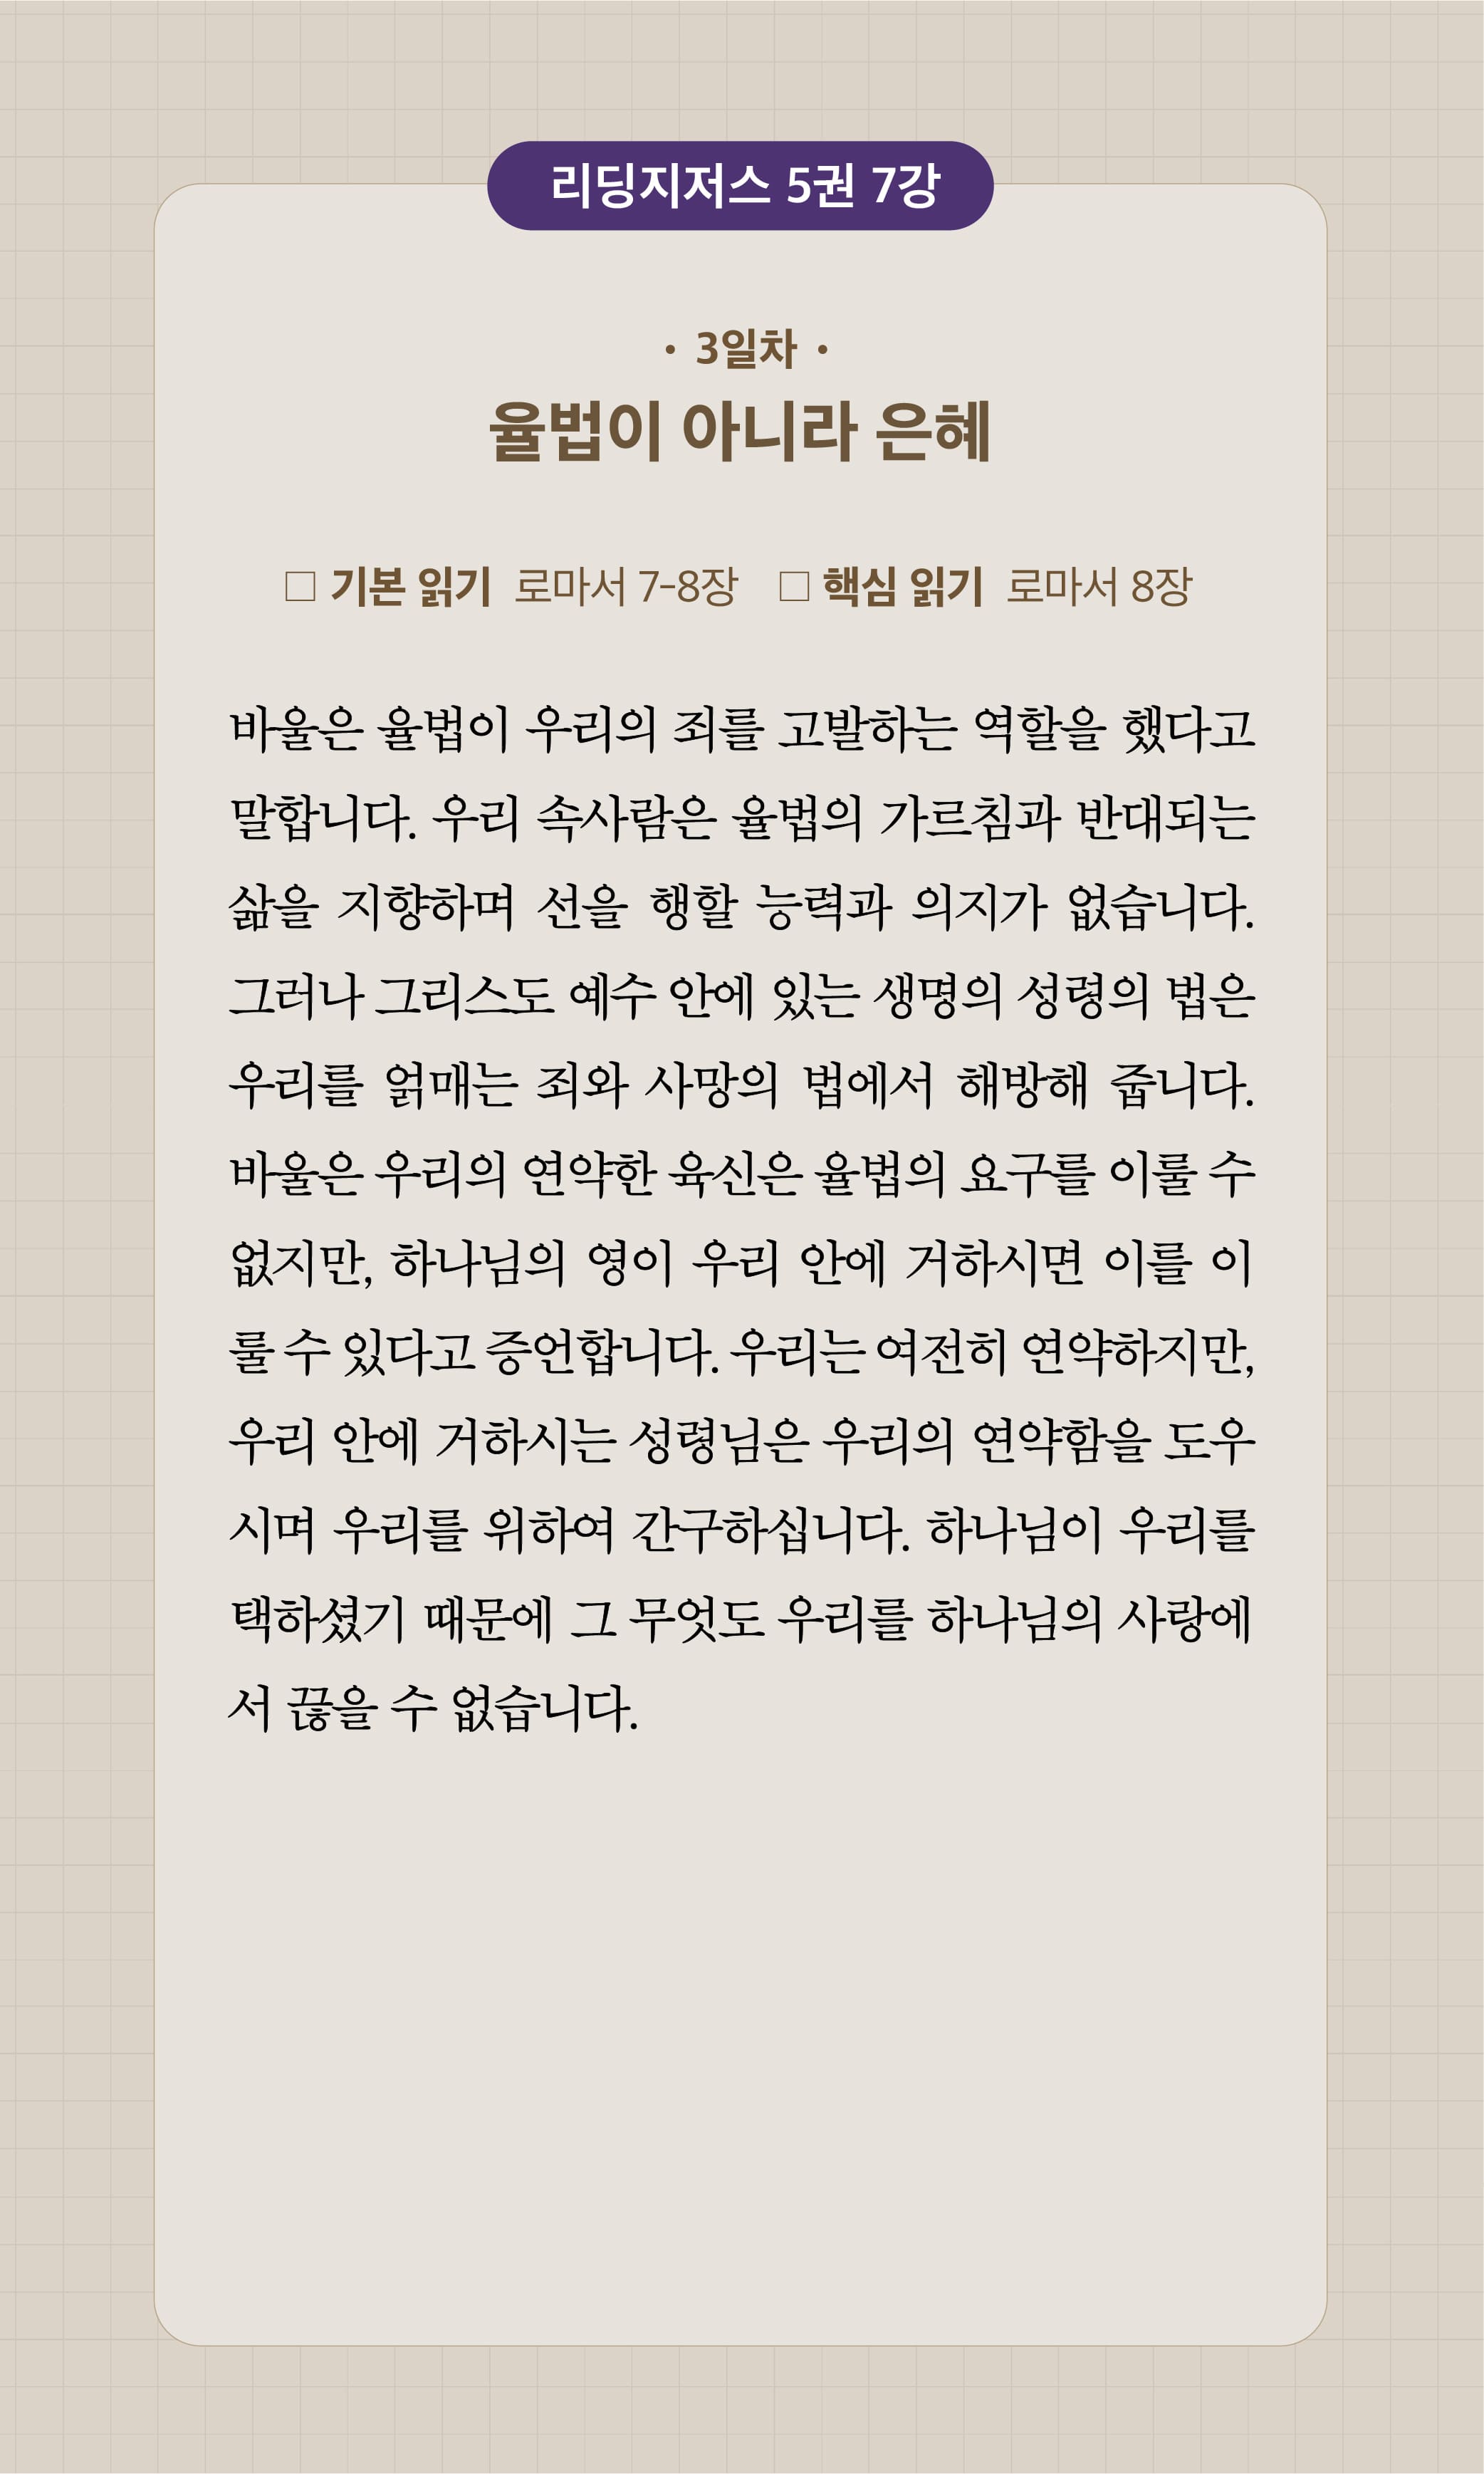 리딩지저스 5권 7강
· 3일차 ·
율법이 아니라 은혜
□ 기본 읽기 로마서 7-8장 □ 핵심 읽기 로마서 8장
바울은 율법이 우리의 죄를 고발하는 역할을 했다고
말합니다. 우리 속사람은 율법의 가르침과 반대되는
삶을 지향하며 선을 행할 능력과 의지가 없습니다.
그러나 그리스도 예수 안에 있는 생명의 성령의 법은
우리를 얽매는 죄와 사망의 법에서 해방해 줍니다.
바울은 우리의 연약한 육신은 율법의 요구를 이룰 수
없지만, 하나님의 영이 우리 안에 거하시면 이를 이
룰 수 있다고 증언합니다. 우리는 여전히 연약하지만,
우리 안에 거하시는 성령님은 우리의 연약함을 도우
시며 우리를 위하여 간구하십니다. 하나님이 우리를
택하셨기 때문에 그 무엇도 우리를 하나님의 사랑에
서 끊을 수 없습니다.